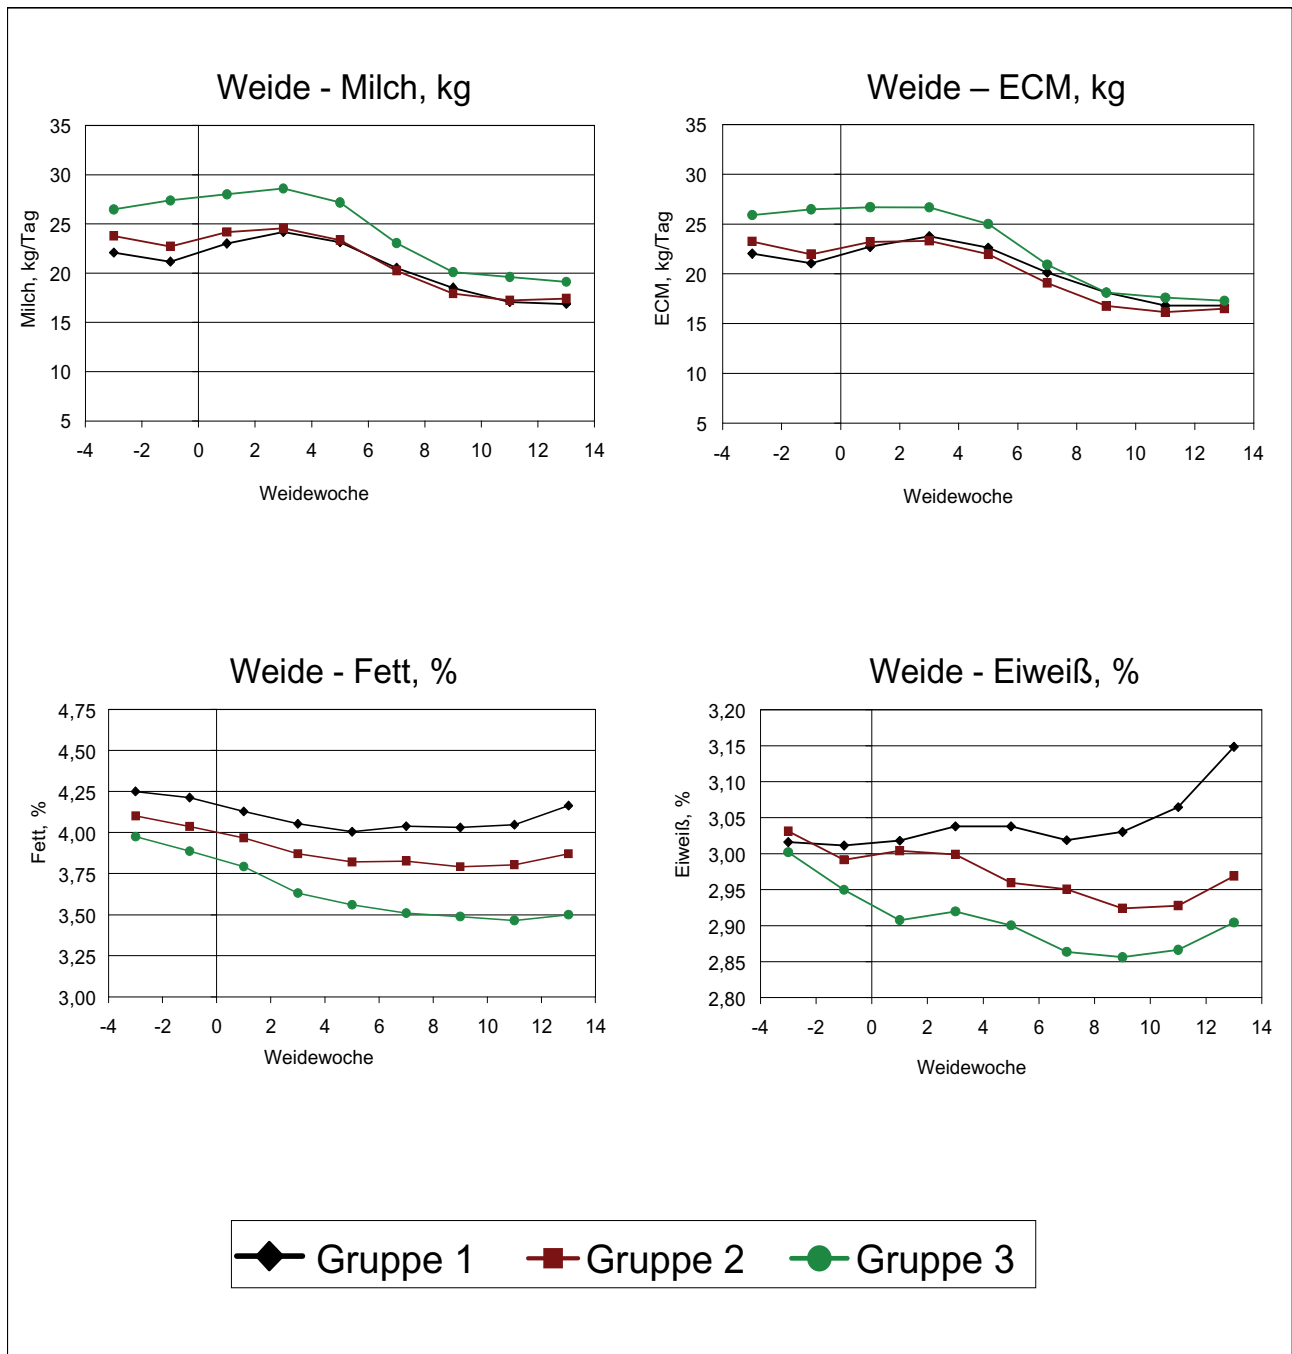 Weide - Milch, kg
35
30
25
20
15
10
5
Milch, kg/Tag
-4 -2 0 2 4 6 8 10 12 14
Weidewoche
Weide – ECM, kg
35
30
25
20
15
10
5
ECM, kg/Tag
-4 -2 0 2 4 6 8 10 12 14
Weidewoche
Weide - Fett, %
4,75
4,50
4,25
4,00
3,75
3,50
3,25
3,00
Fett, %
-4 -2 0 2 4 6 8 10 12 14
Weidewoche
Weide - Eiweiß, %
3,20
3,15
3,10
3,05
3,00
2,95
2,90
2,85
2,80
Eiweiß, %
-4 -2 0 2 4 6 8 10 12 14
Weidewoche
Gruppe 1 Gruppe 2 Gruppe 3